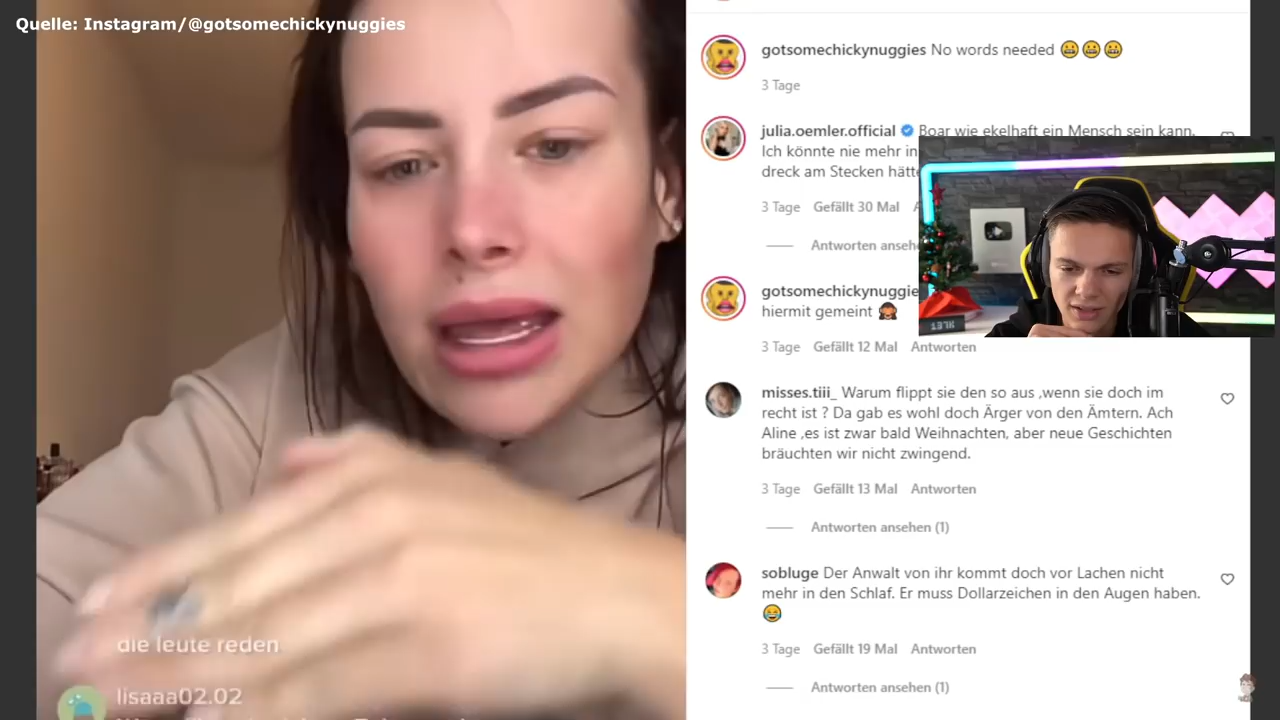 Quelle: Instagram/@gotsomechickynuggies
die leute reden
lisaaa02.02
gotsomechickynuggies No words needed 😬😬😬
3 Tage
julia.oemler.official Boar wie ekelhaft ein Mensch sein kann.
Ich könnte nie mehr in
dreck am Stecken hätte
3 Tage Gefällt 30 Mal A
Antworten anseh
gotsomechickynuggie
hiermit gemeint 🙈
3 Tage Gefällt 12 Mal Antworten
misses.tiii_ Warum flippt sie den so aus ,wenn sie doch im
recht ist ? Da gab es wohl doch Ärger von den Ämtern. Ach
Aline ,es ist zwar bald Weihnachten, aber neue Geschichten
bräuchten wir nicht zwingend.
3 Tage Gefällt 13 Mal Antworten
Antworten ansehen (1)
sobluge Der Anwalt von ihr kommt doch vor Lachen nicht
mehr in den Schlaf. Er muss Dollarzeichen in den Augen haben.
😂
3 Tage Gefällt 19 Mal Antworten
Antworten ansehen (1)